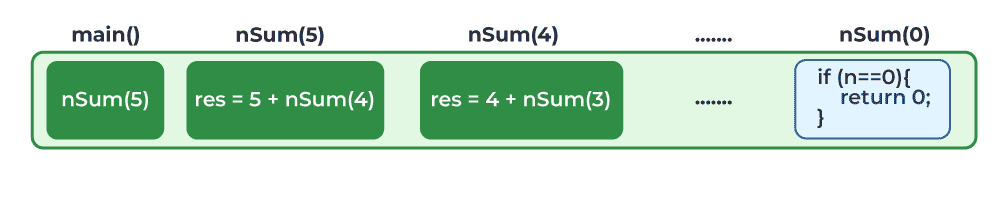 main() nSum(5) nSum(4) ....... nSum(0)
nSum(5) res = 5 + nSum(4) res = 4 + nSum(3) ....... if (n==0){
return 0;
}